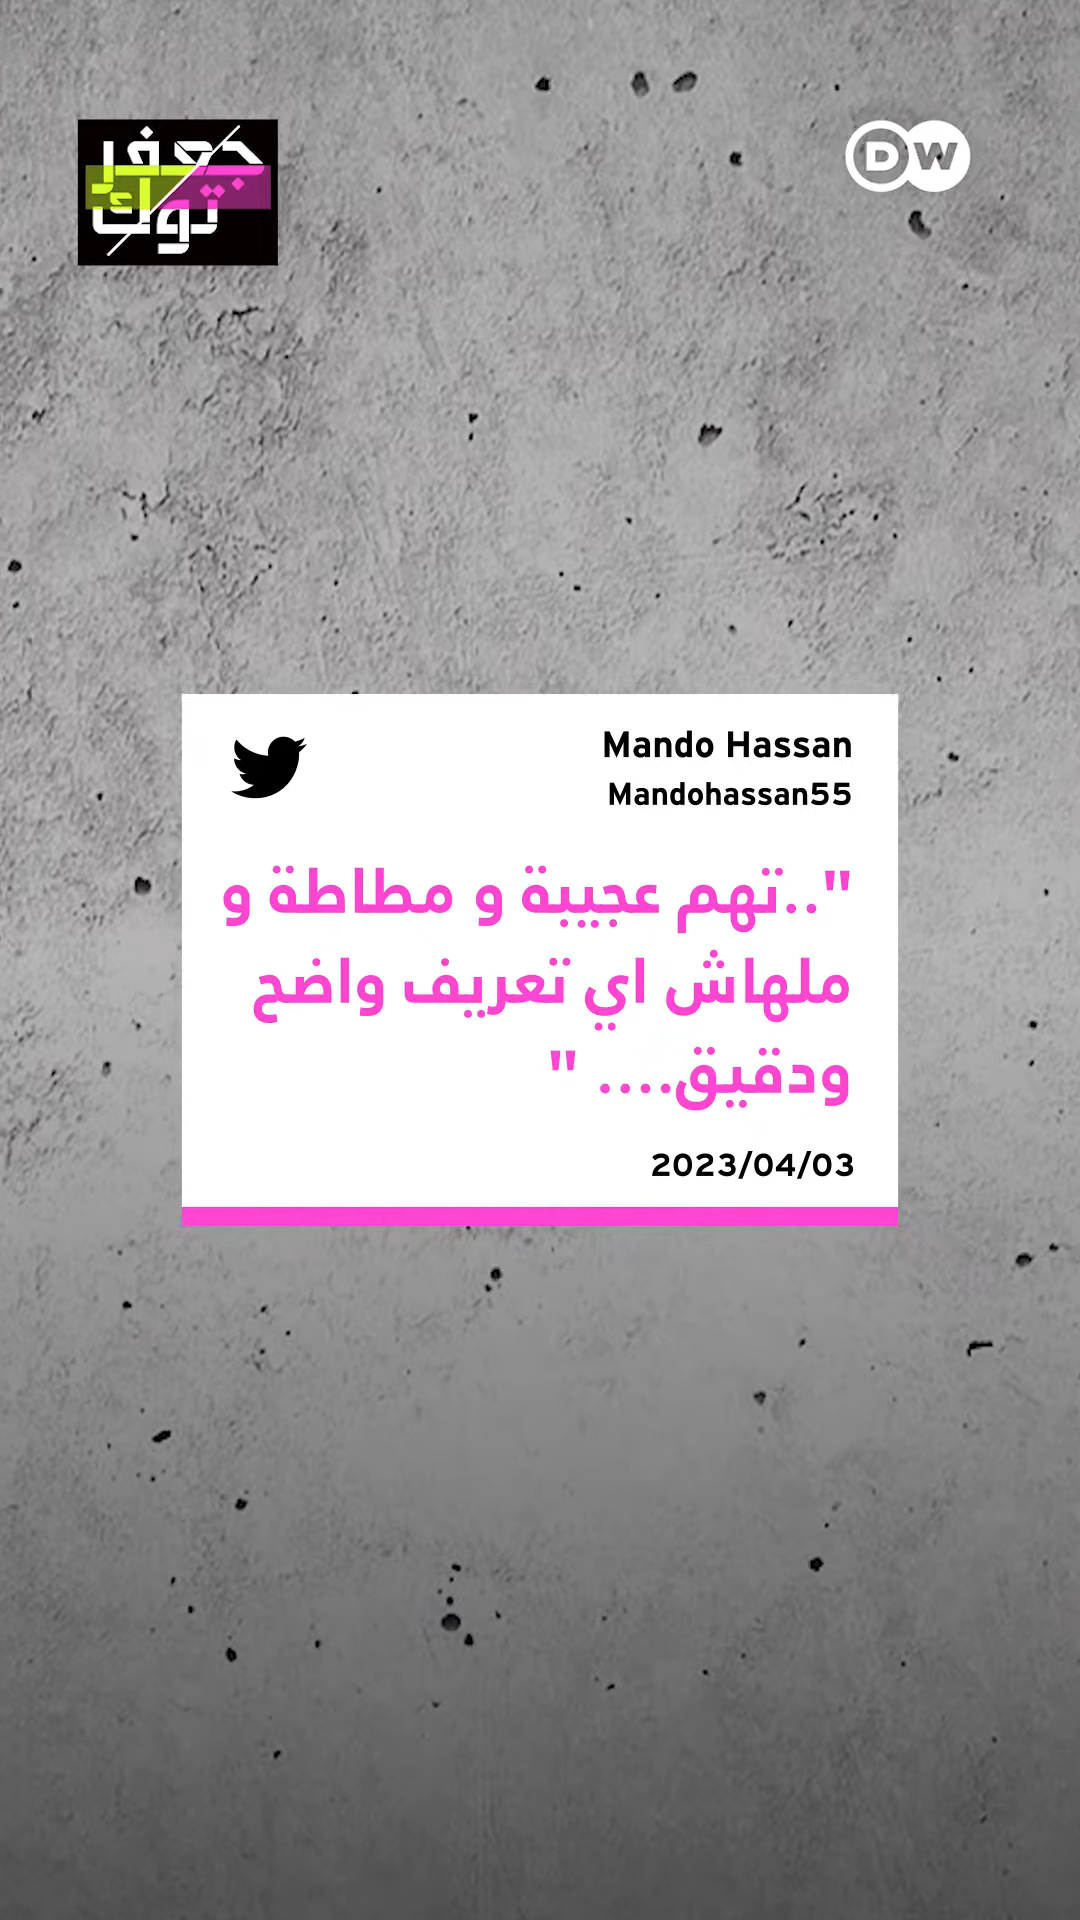 جعفر
توك
DW
Mando Hassan
Mandohassan55
"..تهم عجيبة و مطاطة و
ملهاش اي تعريف واضح
ودقيق.... "
2023/04/03